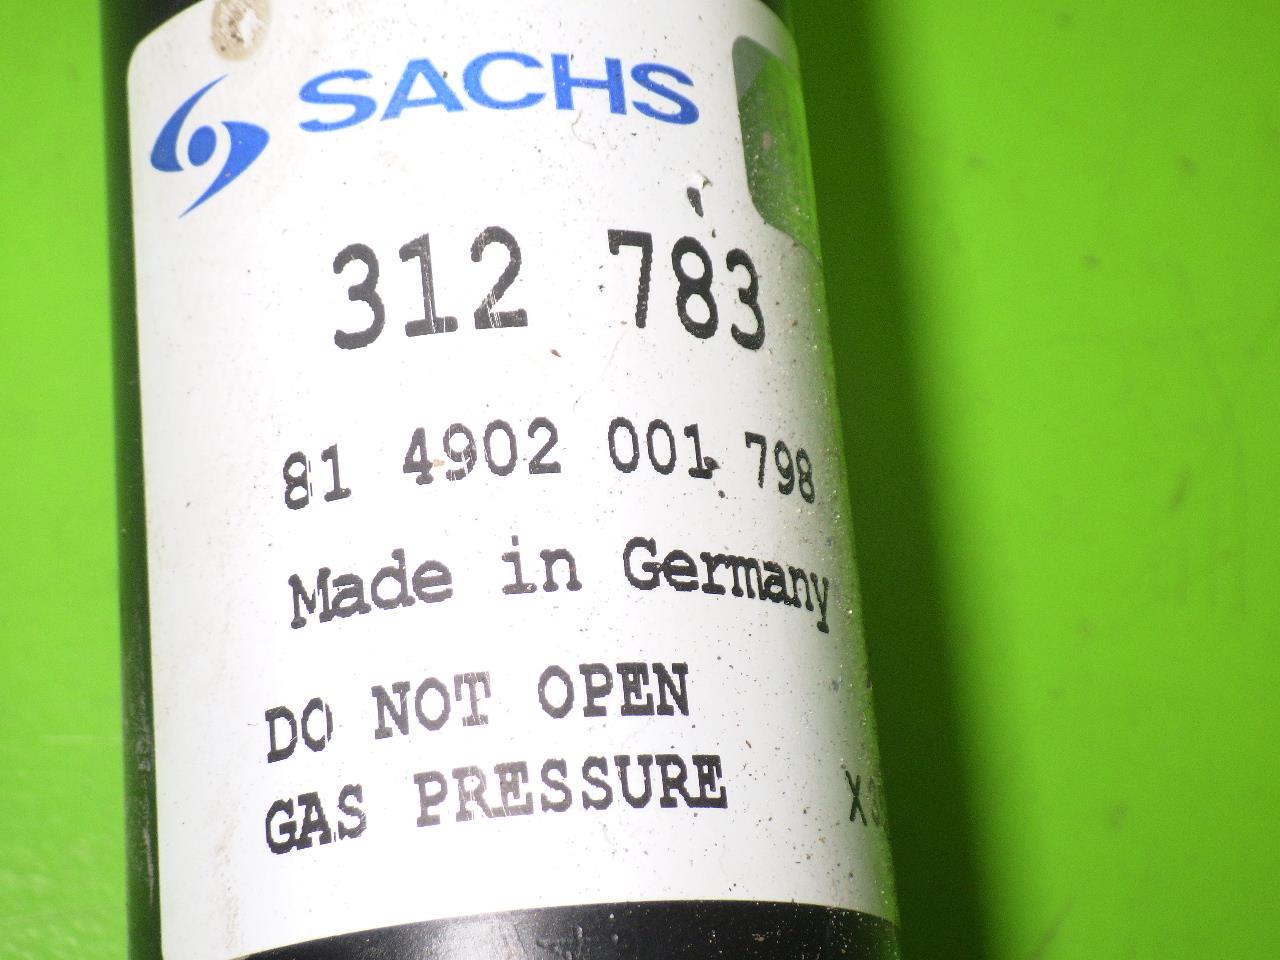 SACHS
312 783
81 4902 001 798
Made in Germany
DO NOT OPEN
GAS PRESSURE